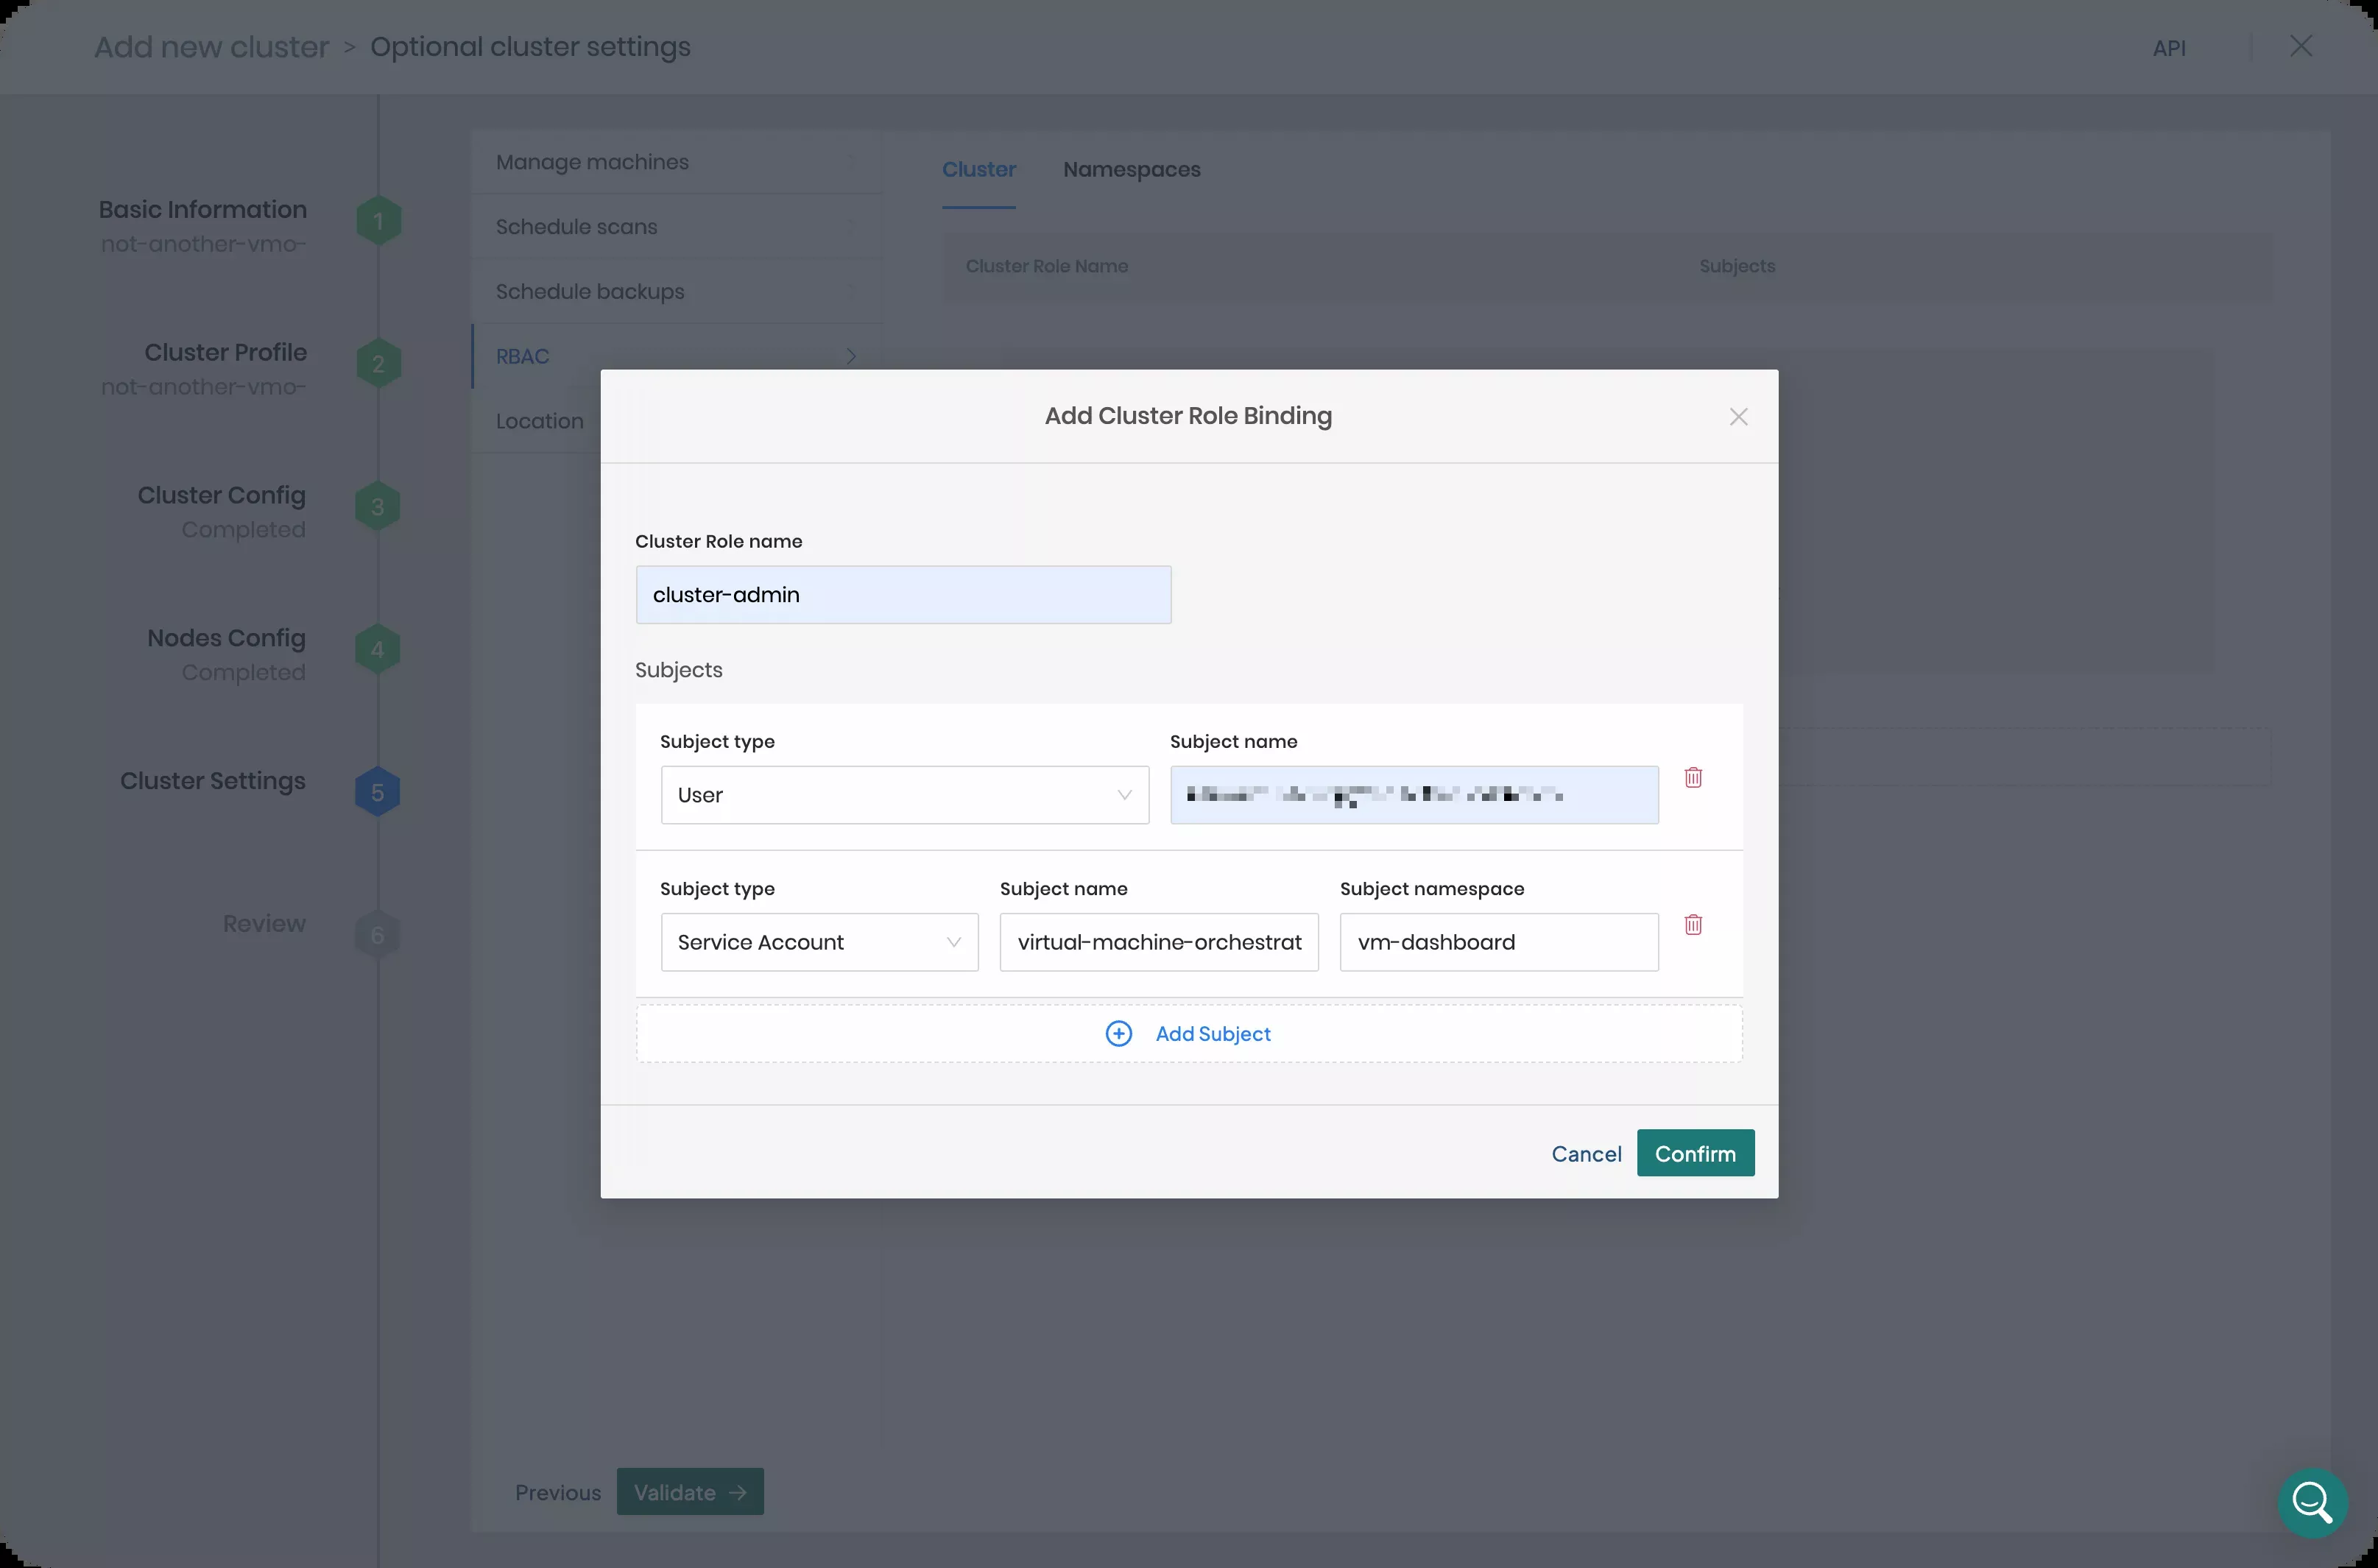 Add new cluster > Optional cluster settings
API
Basic Information
not-another-vmo-
1
Cluster Profile
not-another-vmo-
2
Cluster Config
Completed
3
Nodes Config
Completed
4
Cluster Settings
5
Review
6
Manage machines
Schedule scans
Schedule backups
RBAC
Location
Cluster
Namespaces
Cluster Role Name
Subjects
Add Cluster Role Binding
Cluster Role name
cluster-admin
Subjects
Subject type
Subject name
User
Subject type
Subject name
Subject namespace
Service Account
virtual-machine-orchestrat
vm-dashboard
Add Subject
Cancel
Confirm
Previous
Validate →